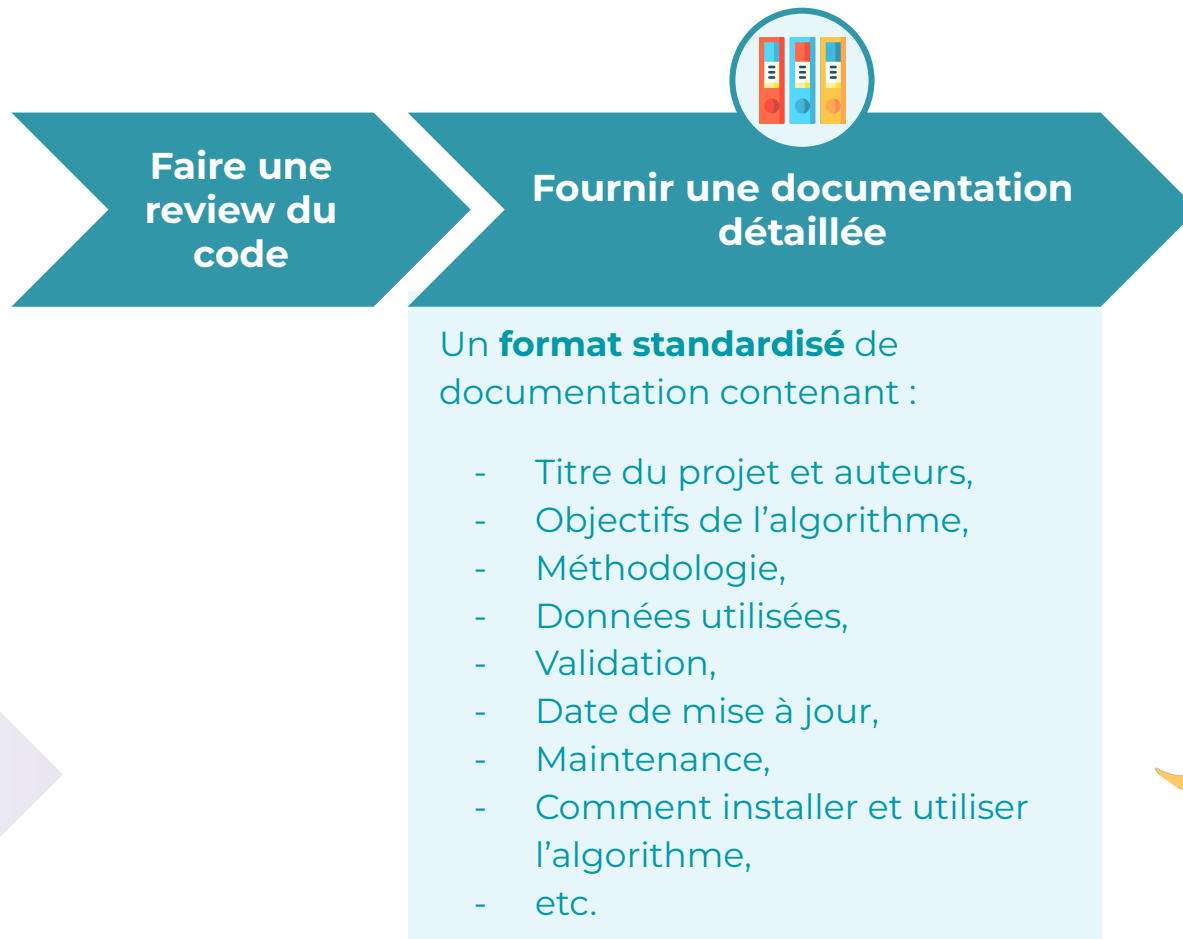 Faire une
review du
code
Fournir une documentation
détaillée
Un format standardisé de
documentation contenant :
- Titre du projet et auteurs,
- Objectifs de l’algorithme,
- Méthodologie,
- Données utilisées,
- Validation,
- Date de mise à jour,
- Maintenance,
- Comment installer et utiliser
l’algorithme,
- etc.